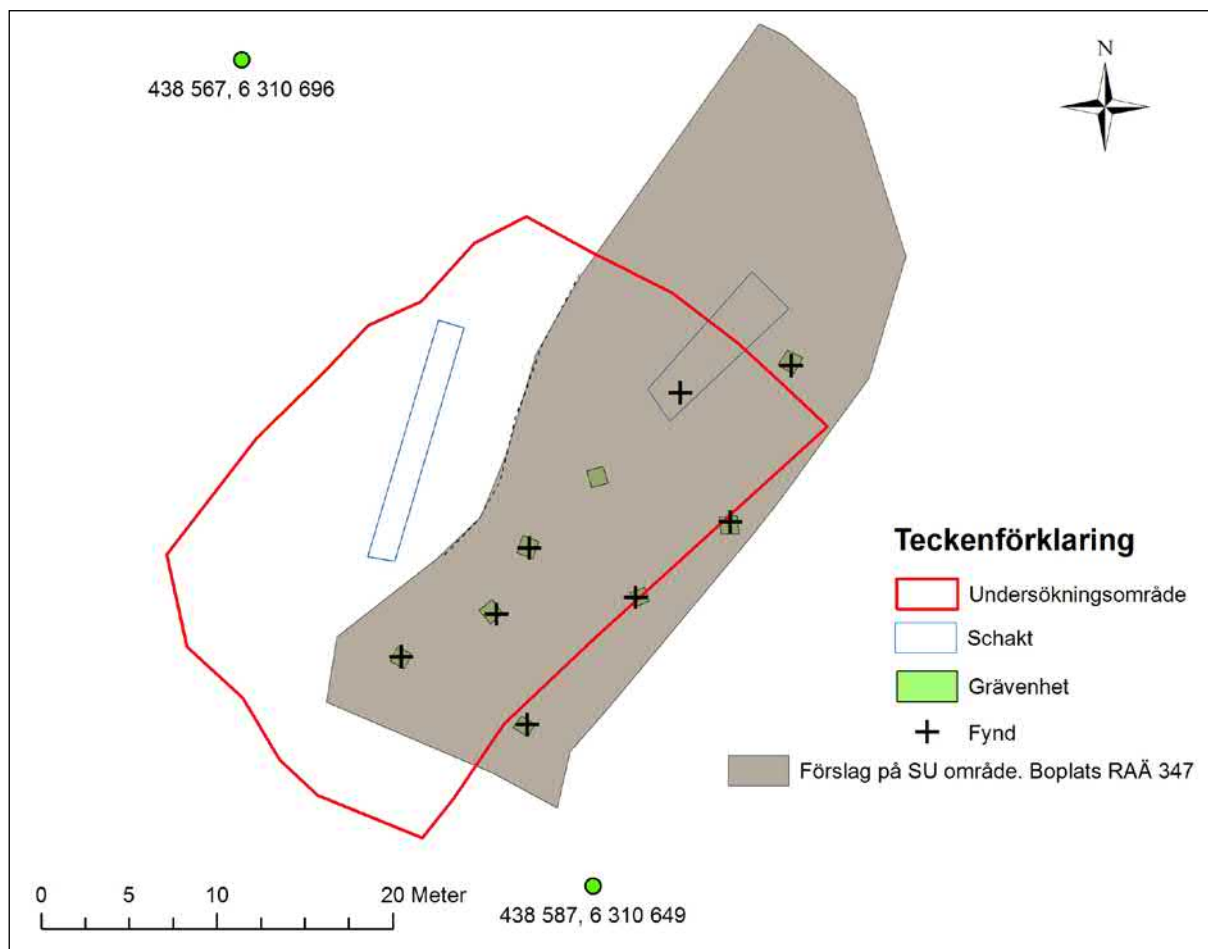 N
438 567, 6 310 696
Teckenförklaring
Undersökningsområde
Schakt
Grävenhet
Fynd
Förslag på SU område. Boplats RAÄ 347
0 5 10 20 Meter
438 587, 6 310 649